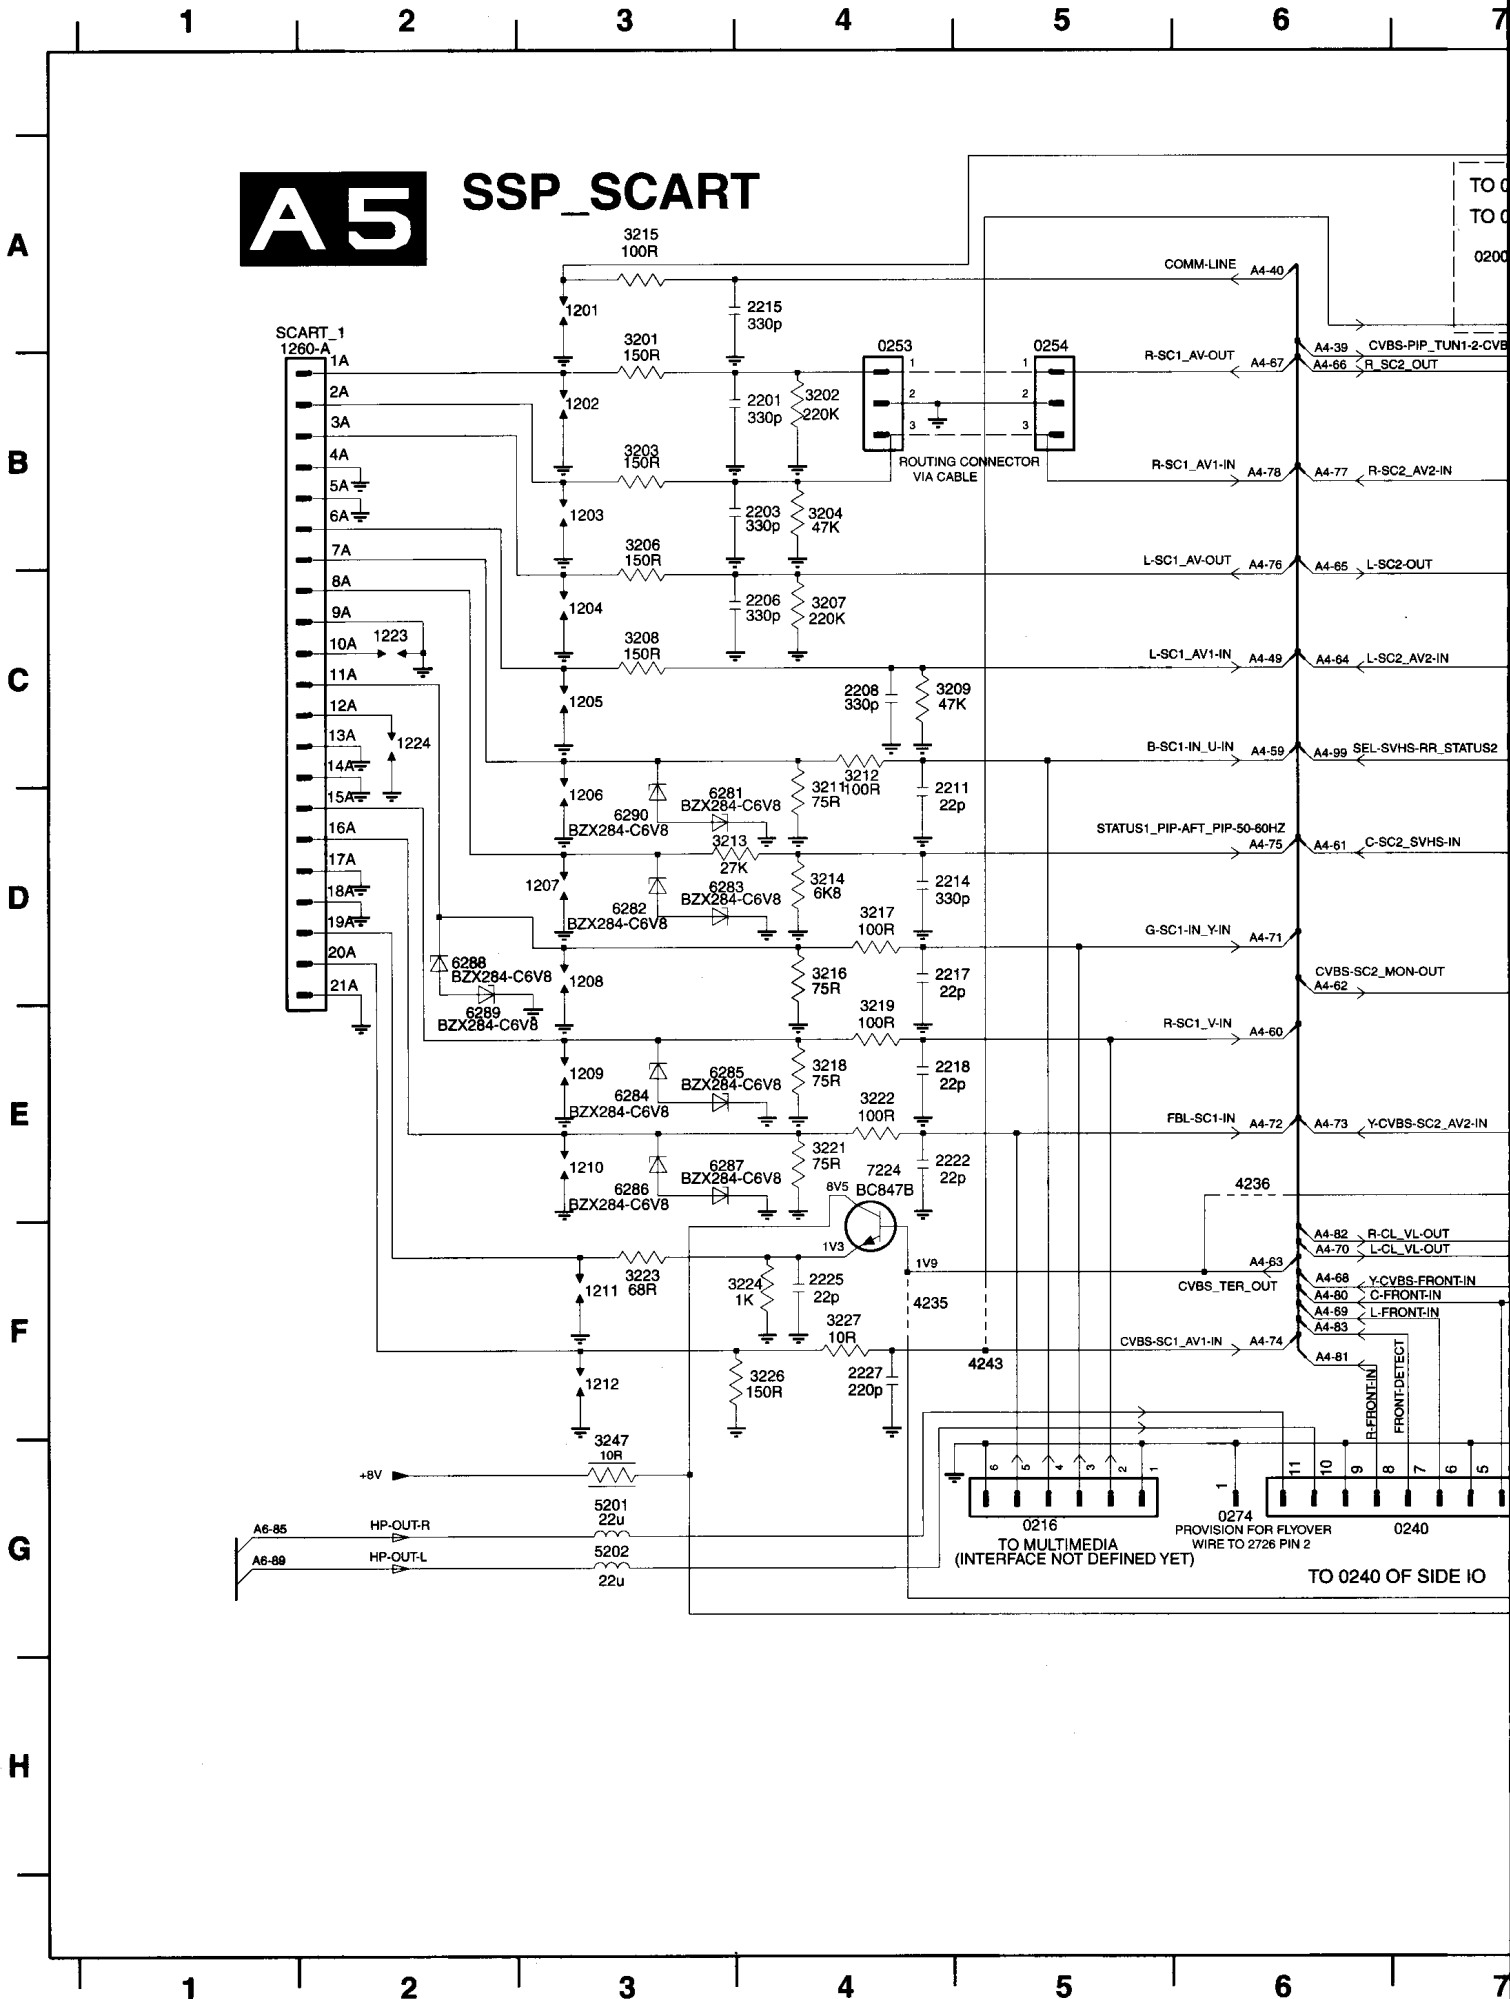 1 2 3 4 5 6 7
A5 SSP_SCART
TO 0
TO 0
0200
A
3215
100R
COMM-LINE A4-40
1201
2215
330p
SCART_1
1260-A
3201
150R
0253 0254
A4-39 CVBS-PIP_TUN1-2-CVB
1A
R-SC1_AV-OUT A4-67 A4-66 R_SC2_OUT
1 1
2A
1202
2201
330p
3202
220K
2 2
3A
3 3
B
4A
3203
150R
ROUTING CONNECTOR
VIA CABLE
R-SC1_AV1-IN A4-78 A4-77 R-SC2_AV2-IN
5A
6A
1203
2203
330p
3204
47K
7A
3206
150R
L-SC1_AV-OUT A4-76 A4-65 L-SC2-OUT
8A
1204
2206
330p
3207
220K
9A
10A 1223
3208
150R
L-SC1_AV1-IN A4-49 A4-64 L-SC2_AV2-IN
C
11A
1205
2208
330p
3209
47K
12A
13A 1224
B-SC1-IN_U-IN A4-59 A4-99 SEL-SVHS-RR_STATUS2
14A
1206
6281
BZX284-C6V8
3211
75R
3212
100R
2211
22p
15A
6290
BZX284-C6V8
16A
3213
27K
STATUS1_PIP-AFT_PIP-50-60HZ
A4-75 A4-61 C-SC2_SVHS-IN
17A
1207
6283
BZX284-C6V8
3214
6K8
2214
330p
D
18A
6282
BZX284-C6V8
19A
3217
100R
G-SC1-IN_Y-IN A4-71
20A
6288
BZX284-C6V8
1208
3216
75R
2217
22p
CVBS-SC2_MON-OUT
A4-62
21A
6289
BZX284-C6V8
3219
100R
R-SC1_V-IN A4-60
1209
6285
BZX284-C6V8
3218
75R
2218
22p
E
6284
BZX284-C6V8
3222
100R
FBL-SC1-IN A4-72 A4-73 Y-CVBS-SC2_AV2-IN
1210
6287
BZX284-C6V8
3221
75R
2222
22p
6286
BZX284-C6V8
7224
BC847B
8V5
4236
A4-82 R-CL_VL-OUT
A4-70 L-CL_VL-OUT
1V3
1V9
A4-63
CVBS_TER_OUT
A4-68 Y-CVBS-FRONT-IN
A4-80 C-FRONT-IN
A4-69 L-FRONT-IN
A4-83
1211
3223
68R
3224
1K
2225
22p
4235
F
3227
10R
CVBS-SC1_AV1-IN A4-74
A4-81
4243
1212
3226
150R
2227
220p
R-FRONT-IN
FRONT-DETECT
3247
10R
+8V
6 5 4 3 2 1
1
11 10 9 8 7 6 5
5201
22u
0216
0274
0240
A6-85 HP-OUT-R
TO MULTIMEDIA
(INTERFACE NOT DEFINED YET)
PROVISION FOR FLYOVER
WIRE TO 2726 PIN 2
G
A6-89 HP-OUT-L
5202
22u
TO 0240 OF SIDE IO
H
1 2 3 4 5 6 7